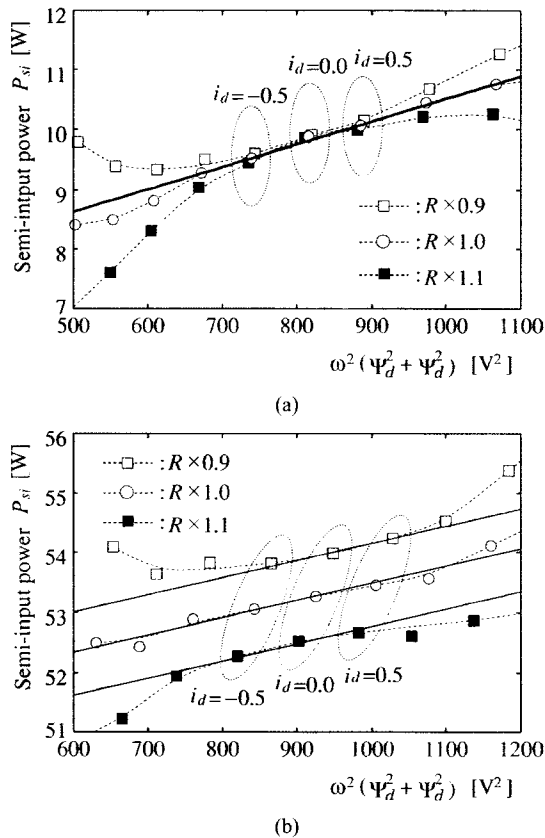 Semi-intput power P_si [W]
12
11
10
9
8
7
i_d=−0.5
i_d=0.0
i_d=0.5
□ :R×0.9
○ :R×1.0
■ :R×1.1
500 600 700 800 900 1000 1100
ω² (Ψ_d² + Ψ_d²) [V²]
(a)
Semi-input power P_si [W]
56
55
54
53
52
51
□ :R×0.9
○ :R×1.0
■ :R×1.1
i_d=−0.5
i_d=0.0
i_d=0.5
600 700 800 900 1000 1100 1200
ω² (Ψ_d² + Ψ_d²) [V²]
(b)